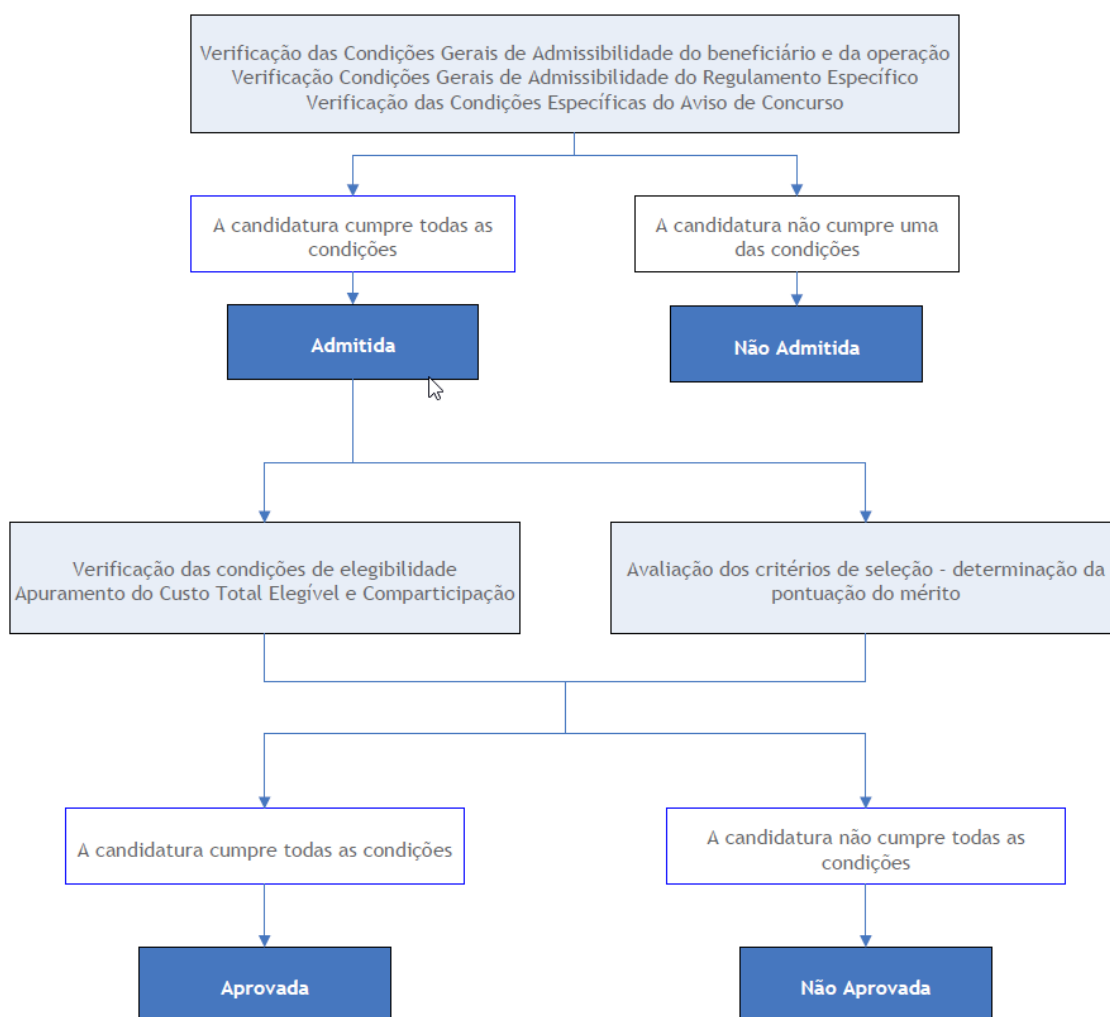 Verificação das Condições Gerais de Admissibilidade do beneficiário e da operação
Verificação Condições Gerais de Admissibilidade do Regulamento Específico
Verificação das Condições Específicas do Aviso de Concurso
A candidatura cumpre todas as
condições
A candidatura não cumpre uma
das condições
Admitida
Não Admitida
Verificação das condições de elegibilidade
Apuramento do Custo Total Elegível e Comparticipação
Avaliação dos critérios de seleção - determinação da
pontuação do mérito
A candidatura cumpre todas as condições
A candidatura não cumpre todas as
condições
Aprovada
Não Aprovada